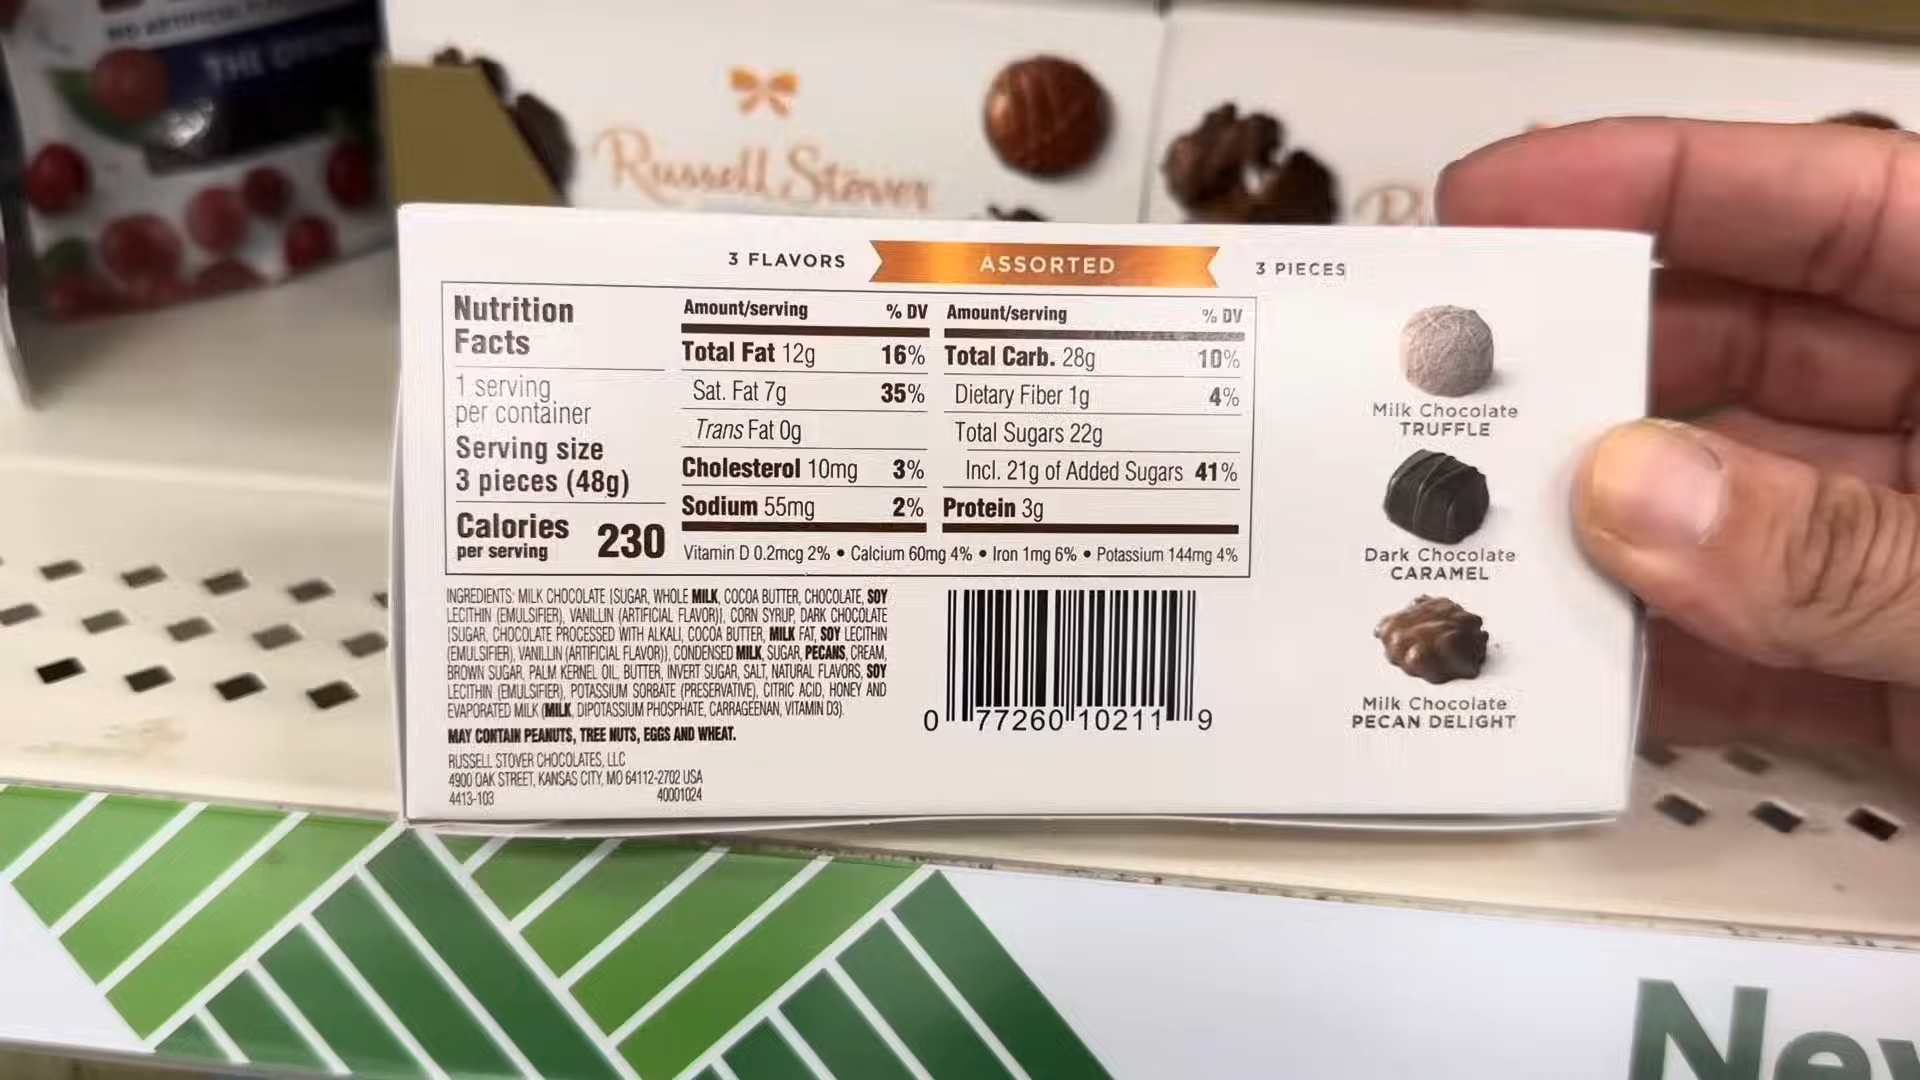 NO ARTIFICIAL
THE
Russell Stover
3 FLAVORS
ASSORTED
3 PIECES
Nutrition
Facts
1 serving
per container
Serving size
3 pieces (48g)
Calories
per serving
230
Amount/serving % DV
Total Fat 12g 16%
Sat. Fat 7g 35%
Trans Fat 0g
Cholesterol 10mg 3%
Sodium 55mg 2%
Amount/serving % DV
Total Carb. 28g 10%
Dietary Fiber 1g 4%
Total Sugars 22g
Incl. 21g of Added Sugars 41%
Protein 3g
Vitamin D 0.2mcg 2% • Calcium 60mg 4% • Iron 1mg 6% • Potassium 144mg 4%
INGREDIENTS: MILK CHOCOLATE [SUGAR, WHOLE MILK, COCOA BUTTER, CHOCOLATE, SOY
LECITHIN (EMULSIFIER), VANILLIN (ARTIFICIAL FLAVOR)], CORN SYRUP, DARK CHOCOLATE
[SUGAR, CHOCOLATE PROCESSED WITH ALKALI, COCOA BUTTER, MILK FAT, SOY LECITHIN
(EMULSIFIER), VANILLIN (ARTIFICIAL FLAVOR)], CONDENSED MILK, SUGAR, PECANS, CREAM,
BROWN SUGAR, PALM KERNEL OIL, BUTTER, INVERT SUGAR, SALT, NATURAL FLAVORS, SOY
LECITHIN (EMULSIFIER), POTASSIUM SORBATE (PRESERVATIVE), CITRIC ACID, HONEY AND
EVAPORATED MILK (MILK, DIPOTASSIUM PHOSPHATE, CARRAGEENAN, VITAMIN D3).
MAY CONTAIN PEANUTS, TREE NUTS, EGGS AND WHEAT.
RUSSELL STOVER CHOCOLATES, LLC
4900 OAK STREET, KANSAS CITY, MO 64112-2702 USA
4413-103 40001024
0 77260 10211 9
Milk Chocolate
TRUFFLE
Dark Chocolate
CARAMEL
Milk Chocolate
PECAN DELIGHT